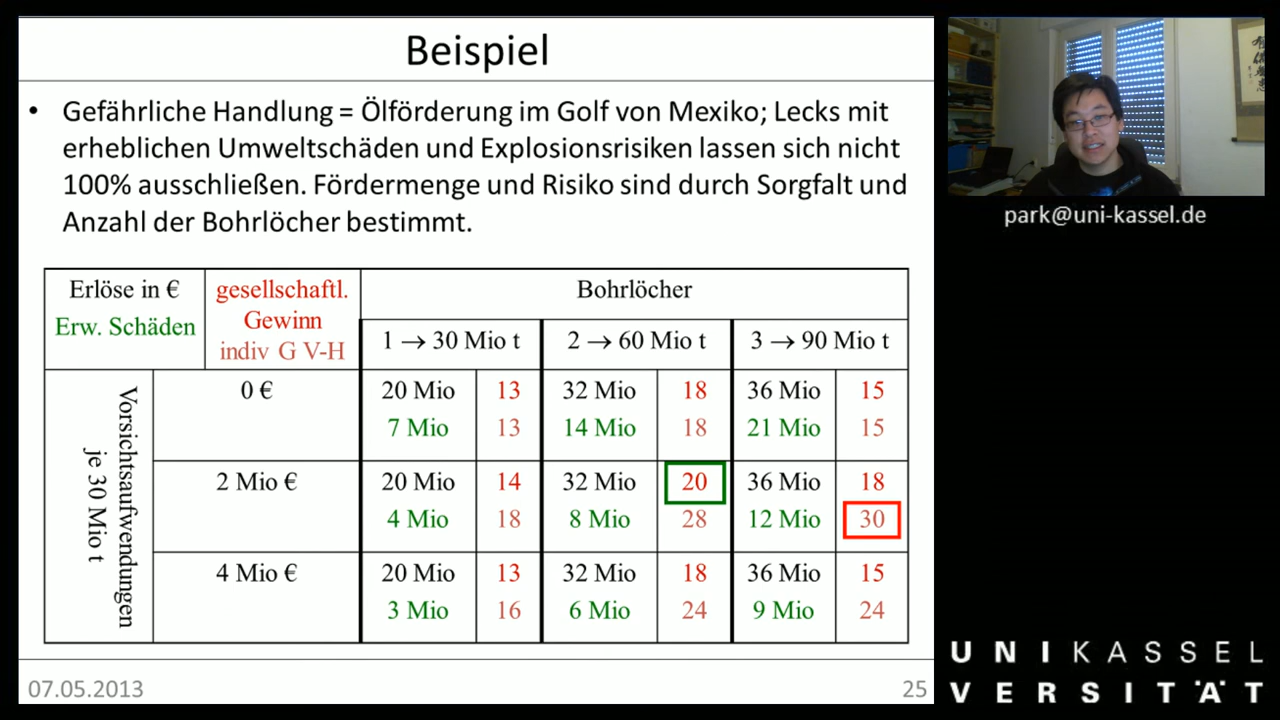 Beispiel
• Gefährliche Handlung = Ölförderung im Golf von Mexiko; Lecks mit
erheblichen Umweltschäden und Explosionsrisiken lassen sich nicht
100% ausschließen. Fördermenge und Risiko sind durch Sorgfalt und
Anzahl der Bohrlöcher bestimmt.
Erlöse in €
Erw. Schäden
gesellschaftl.
Gewinn
indiv G V-H
Bohrlöcher
1 → 30 Mio t
2 → 60 Mio t
3 → 90 Mio t
Vorsichtsaufwendungen
je 30 Mio t
0 €
20 Mio 13 32 Mio 18 36 Mio 15
7 Mio 13 14 Mio 18 21 Mio 15
2 Mio €
20 Mio 14 32 Mio 20 36 Mio 18
4 Mio 18 8 Mio 28 12 Mio 30
4 Mio €
20 Mio 13 32 Mio 18 36 Mio 15
3 Mio 16 6 Mio 24 9 Mio 24
07.05.2013
25
park@uni-kassel.de
UNIKASSEL
VERSITÄT